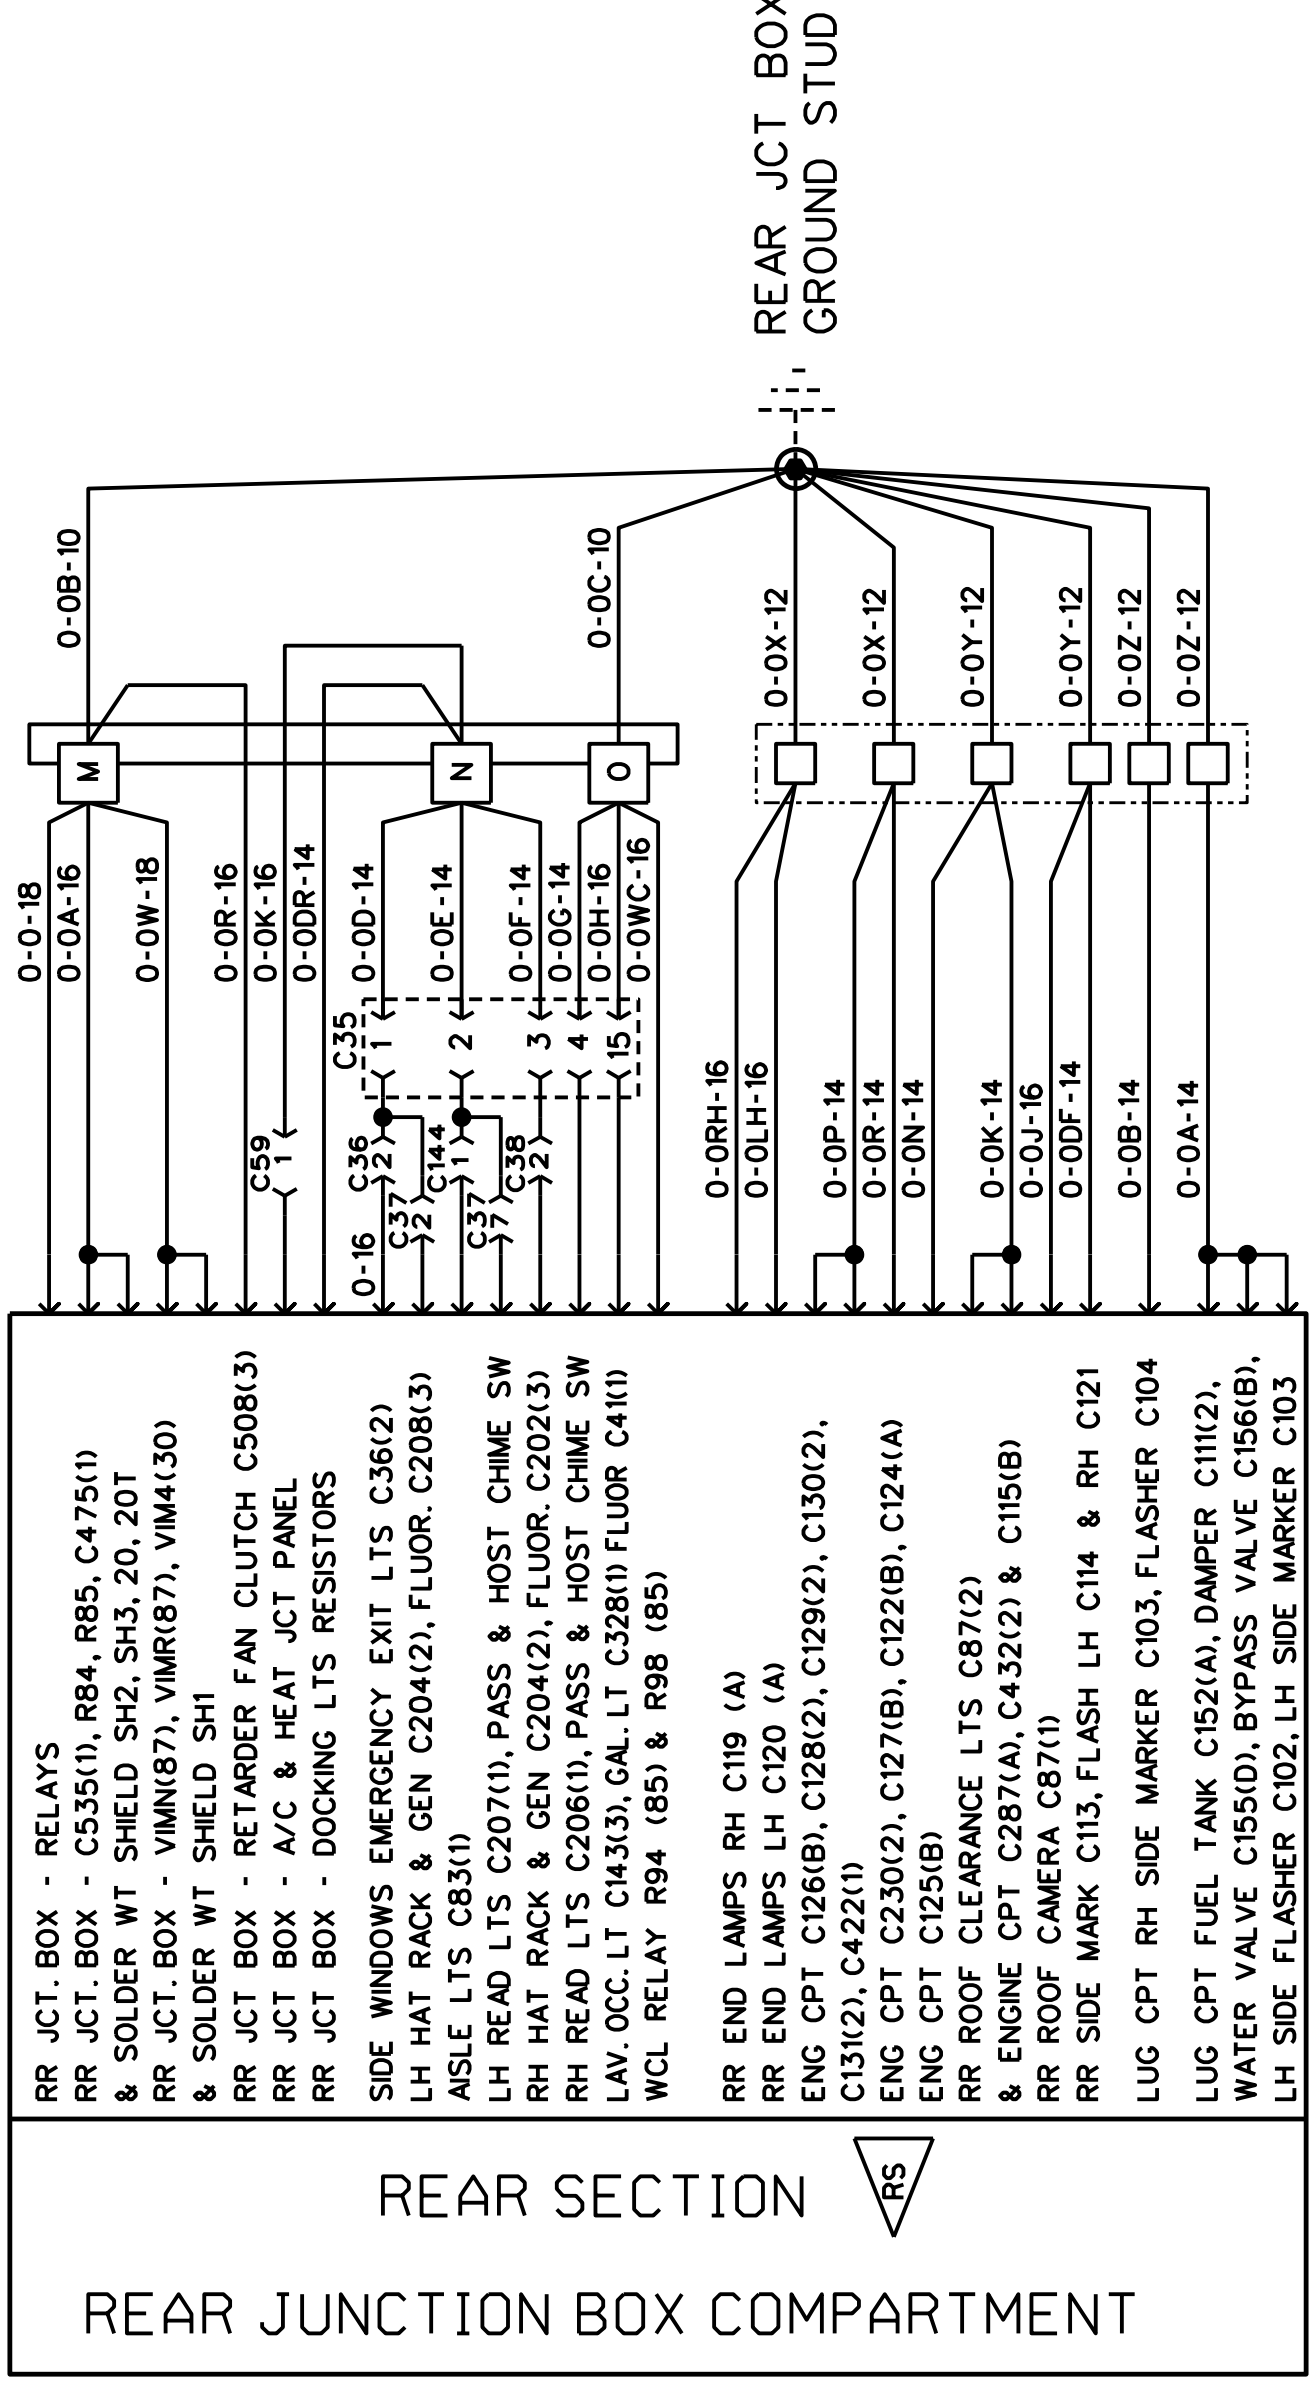 REAR JUNCTION BOX COMPARTMENT
REAR SECTION
RS
RR JCT. BOX - RELAYS
RR JCT. BOX - C535(1), R84, R85, C475(1)
& SOLDER WT SHIELD SH2, SH3, 20, 20T
RR JCT. BOX - VIMN(87), VIMR(87), VIM4(30)
& SOLDER WT SHIELD SH1
RR JCT BOX - RETARDER FAN CLUTCH C508(3)
RR JCT BOX - A/C & HEAT JCT PANEL
RR JCT BOX - DOCKING LTS RESISTORS
SIDE WINDOWS EMERGENCY EXIT LTS C36(2)
LH HAT RACK & GEN C204(2), FLUOR. C208(3)
AISLE LTS C83(1)
LH READ LTS C207(1), PASS & HOST CHIME SW
RH HAT RACK & GEN C204(2), FLUOR. C202(3)
RH READ LTS C206(1), PASS & HOST CHIME SW
LAV. OCC. LT C143(3), GAL. LT C328(1) FLUOR C41(1)
WCL RELAY R94 (85) & R98 (85)
RR END LAMPS RH C119 (A)
RR END LAMPS LH C120 (A)
ENG CPT C126(B), C128(2), C129(2), C130(2),
C131(2), C422(1)
ENG CPT C230(2), C127(B), C122(B), C124(A)
ENG CPT C125(B)
RR ROOF CLEARANCE LTS C87(2)
& ENGINE CPT C287(A), C432(2) & C115(B)
RR ROOF CAMERA C87(1)
RR SIDE MARK C113, FLASH LH C114 & RH C121
LUG CPT RH SIDE MARKER C103, FLASHER C104
LUG CPT FUEL TANK C152(A), DAMPER C111(2),
WATER VALVE C155(D), BYPASS VALVE C156(B),
LH SIDE FLASHER C102, LH SIDE MARKER C103
0-0-18
0-0A-16
0-0W-18
0-0R-16
0-0K-16
0-0DR-14
0-0D-14
0-0E-14
0-0F-14
0-0G-14
0-0H-16
0-0WC-16
C59
1
0-16
C36
2
C37
2
C144
1
C37
7
C38
2
C35
1
2
3
4
15
M
N
O
0-0B-10
0-0C-10
0-0RH-16
0-0LH-16
0-0P-14
0-0R-14
0-0N-14
0-0K-14
0-0J-16
0-0DF-14
0-0B-14
0-0A-14
0-0X-12
0-0X-12
0-0Y-12
0-0Y-12
0-0Z-12
0-0Z-12
REAR JCT BOX
GROUND STUD